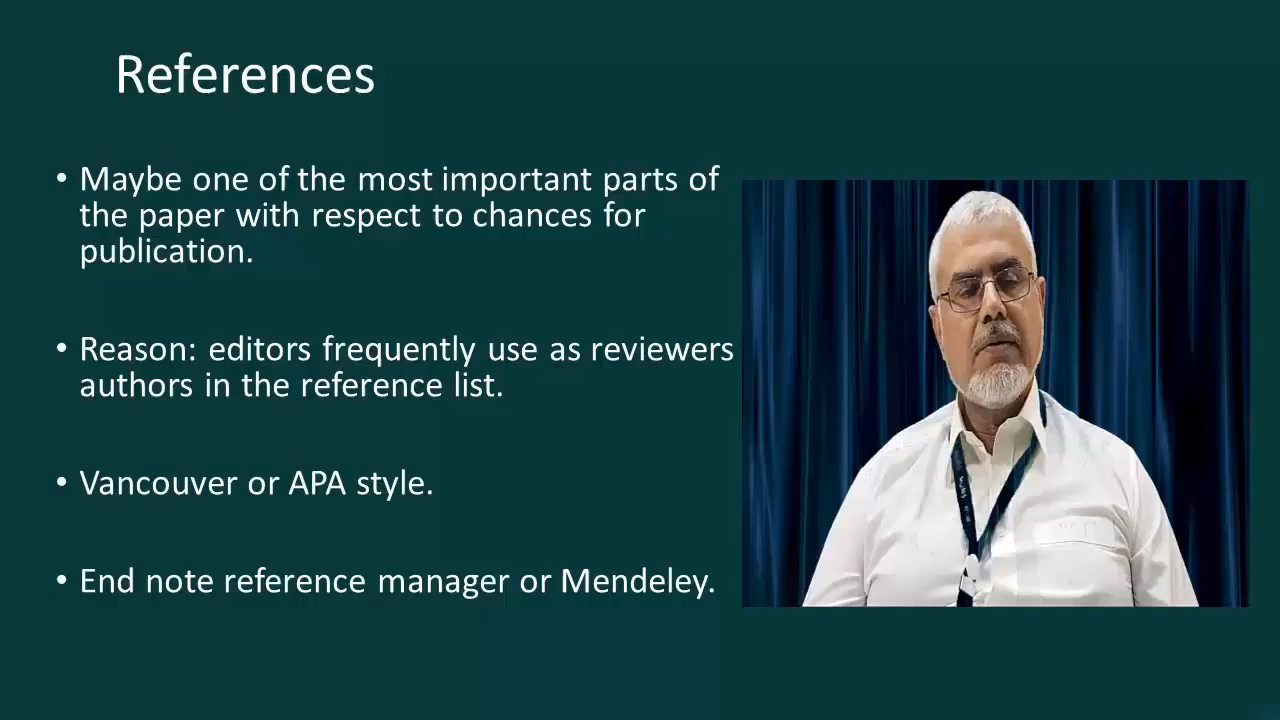 References
• Maybe one of the most important parts of
the paper with respect to chances for
publication.
• Reason: editors frequently use as reviewers
authors in the reference list.
• Vancouver or APA style.
• End note reference manager or Mendeley.